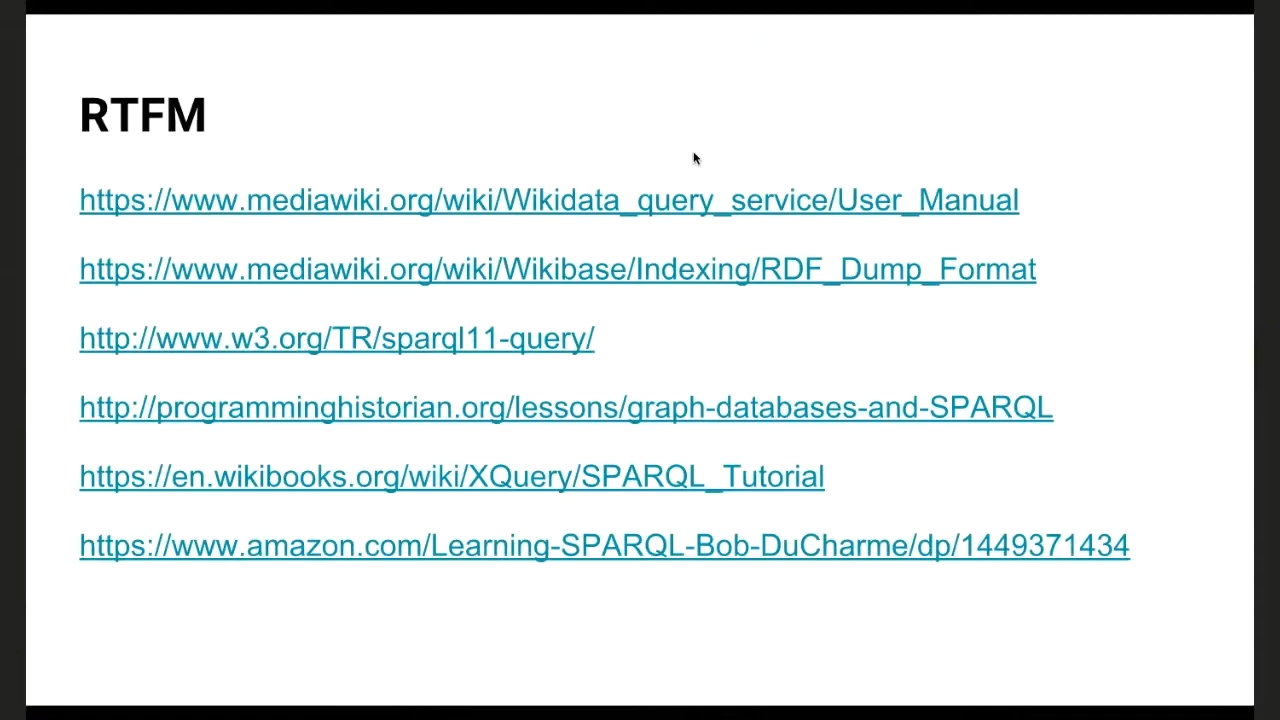 RTFM
https://www.mediawiki.org/wiki/Wikidata_query_service/User_Manual
https://www.mediawiki.org/wiki/Wikibase/Indexing/RDF_Dump_Format
http://www.w3.org/TR/sparql11-query/
http://programminghistorian.org/lessons/graph-databases-and-SPARQL
https://en.wikibooks.org/wiki/XQuery/SPARQL_Tutorial
https://www.amazon.com/Learning-SPARQL-Bob-DuCharme/dp/1449371434